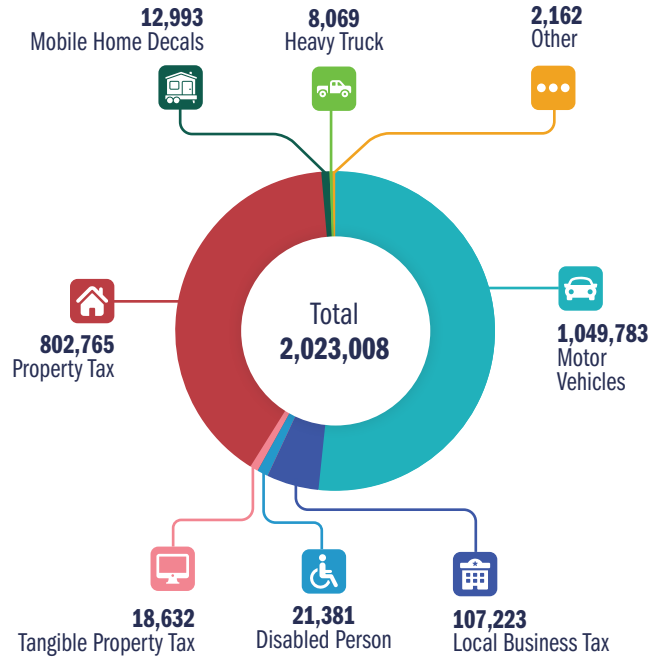 12,993
Mobile Home Decals
8,069
Heavy Truck
2,162
Other
Total
2,023,008
802,765
Property Tax
1,049,783
Motor
Vehicles
18,632
Tangible Property Tax
21,381
Disabled Person
107,223
Local Business Tax